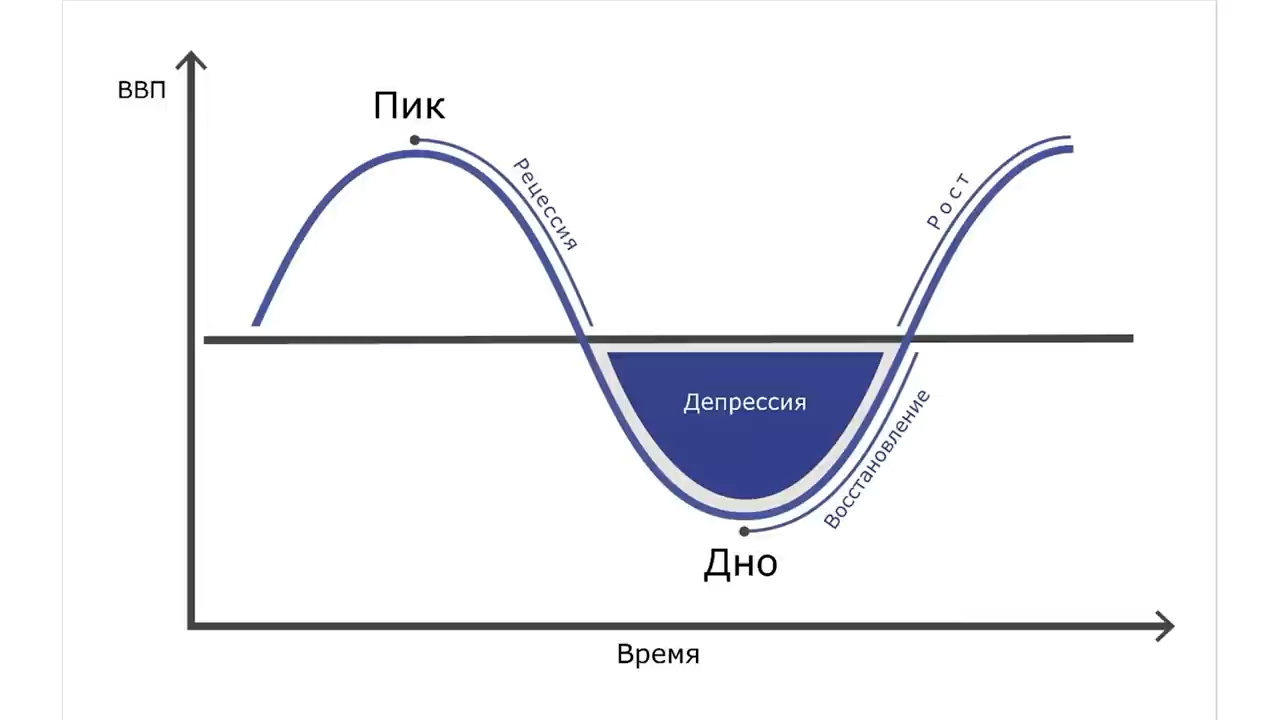 ВВП
Пик
Рецессия
Рост
Депрессия
Восстановление
Дно
Время